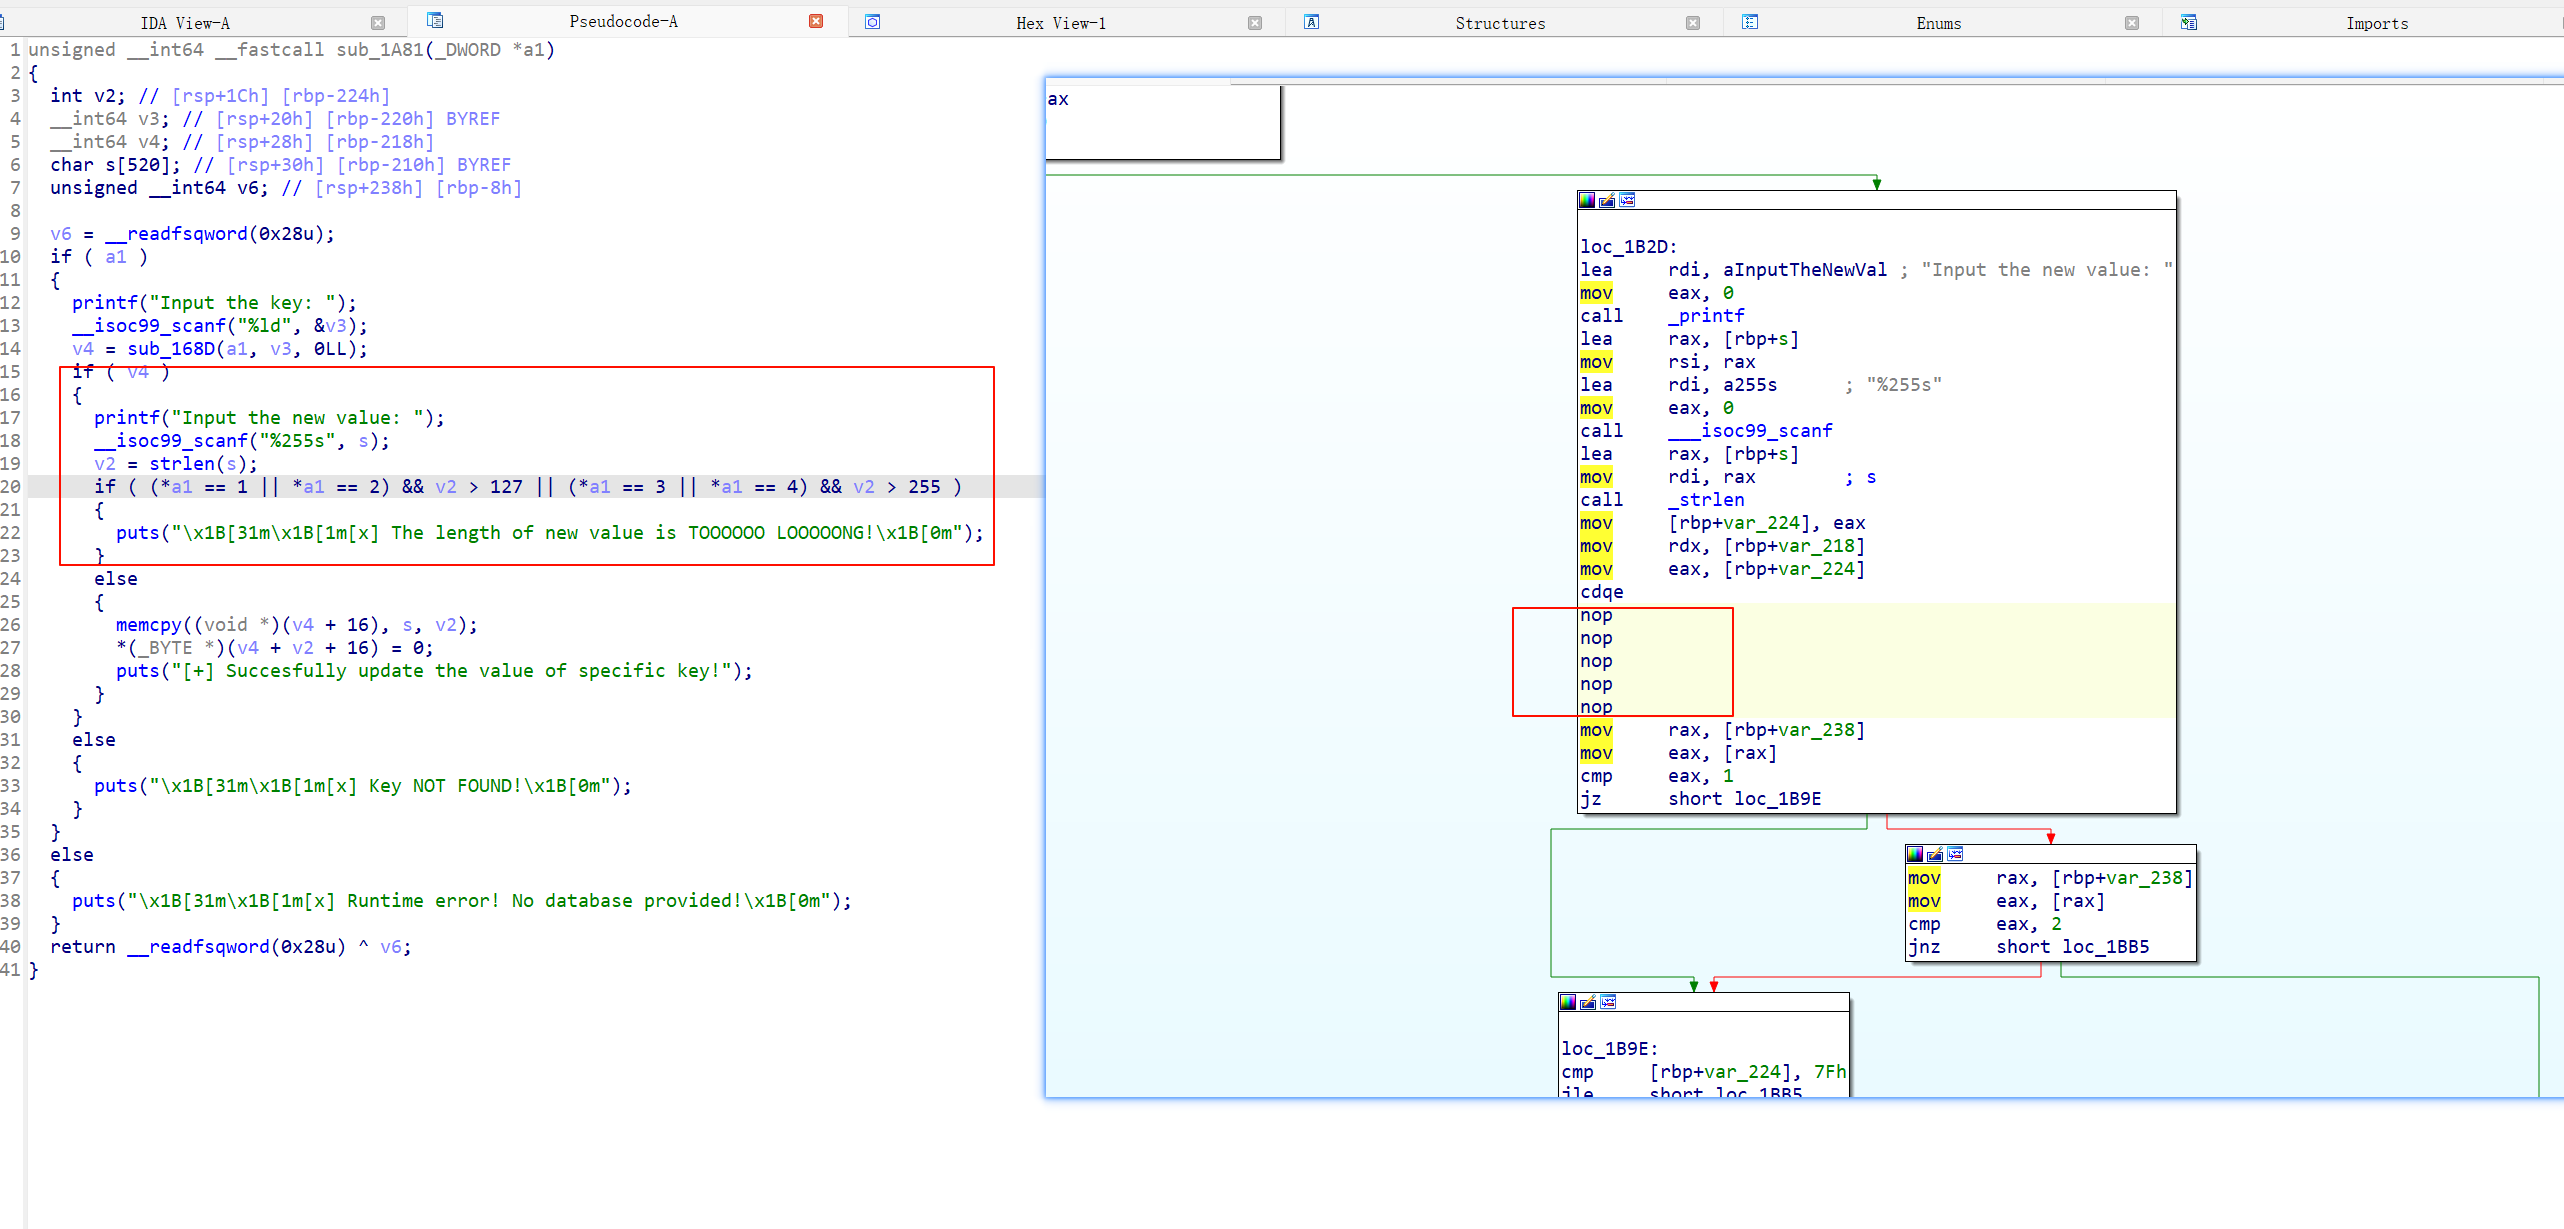 IDA View-A
Pseudocode-A
Hex View-1
Structures
Enums
Imports
1 unsigned __int64 __fastcall sub_1A81(_DWORD *a1)
2 {
3   int v2; // [rsp+1Ch] [rbp-224h]
4   __int64 v3; // [rsp+20h] [rbp-220h] BYREF
5   __int64 v4; // [rsp+28h] [rbp-218h]
6   char s[520]; // [rsp+30h] [rbp-210h] BYREF
7   unsigned __int64 v6; // [rsp+238h] [rbp-8h]
8
9   v6 = __readfsqword(0x28u);
10   if ( a1 )
11   {
12     printf("Input the key: ");
13     __isoc99_scanf("%ld", &v3);
14     v4 = sub_168D(a1, v3, 0LL);
15     if ( v4 )
16     {
17       printf("Input the new value: ");
18       __isoc99_scanf("%255s", s);
19       v2 = strlen(s);
20       if ( (*a1 == 1 || *a1 == 2) && v2 > 127 || (*a1 == 3 || *a1 == 4) && v2 > 255 )
21       {
22         puts("\x1B[31m\x1B[1m[x] The length of new value is TOOOOOO LOOOOONG!\x1B[0m");
23       }
24       else
25       {
26         memcpy((void *)(v4 + 16), s, v2);
27         *(_BYTE *)(v4 + v2 + 16) = 0;
28         puts("[+] Succesfully update the value of specific key!");
29       }
30     }
31     else
32     {
33       puts("\x1B[31m\x1B[1m[x] Key NOT FOUND!\x1B[0m");
34     }
35   }
36   else
37   {
38     puts("\x1B[31m\x1B[1m[x] Runtime error! No database provided!\x1B[0m");
39   }
40   return __readfsqword(0x28u) ^ v6;
41 }
ax
loc_1B2D:
lea     rdi, aInputTheNewVal ; "Input the new value: "
mov     eax, 0
call    _printf
lea     rax, [rbp+s]
mov     rsi, rax
lea     rdi, a255s      ; "%255s"
mov     eax, 0
call    ___isoc99_scanf
lea     rax, [rbp+s]
mov     rdi, rax        ; s
call    _strlen
mov     [rbp+var_224], eax
mov     rdx, [rbp+var_218]
mov     eax, [rbp+var_224]
cdqe
nop
nop
nop
nop
nop
mov     rax, [rbp+var_238]
mov     eax, [rax]
cmp     eax, 1
jz      short loc_1B9E
mov     rax, [rbp+var_238]
mov     eax, [rax]
cmp     eax, 2
jnz     short loc_1BB5
loc_1B9E:
cmp     [rbp+var_224], 7Fh
jle     short loc_1BB5